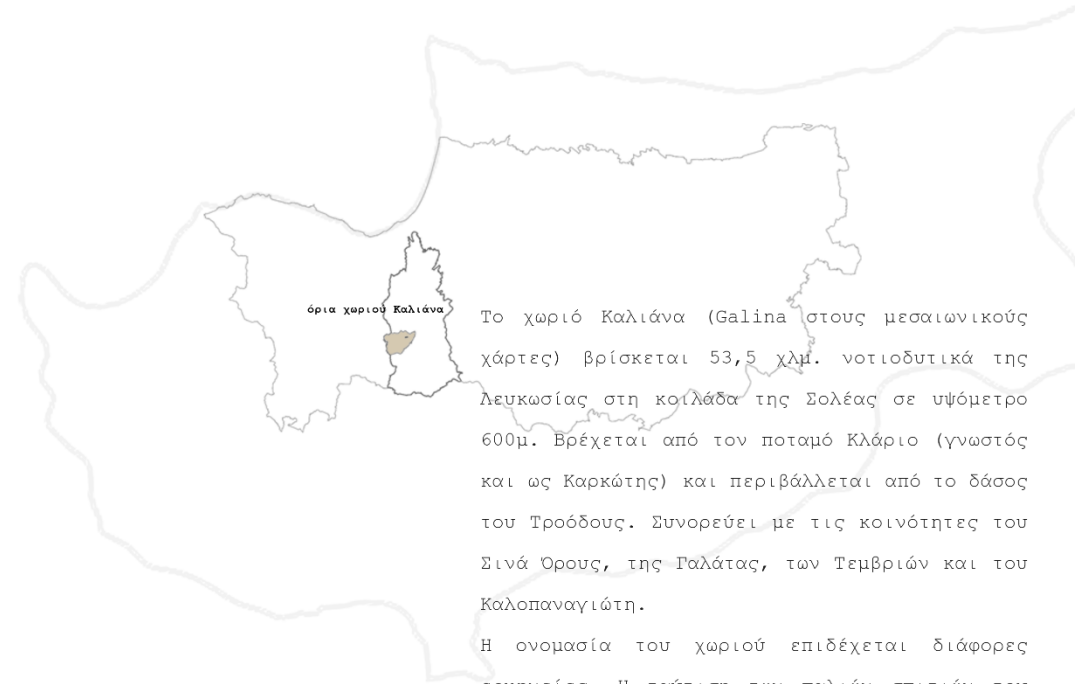 όρια χωριού Καλιάνα
Το χωριό Καλιάνα (Galina στους μεσαιωνικούς
χάρτες) βρίσκεται 53,5 χλμ. νοτιοδυτικά της
Λευκωσίας στη κοιλάδα της Σολέας σε υψόμετρο
600μ. Βρέχεται από τον ποταμό Κλάριο (γνωστός
και ως Καρκώτης) και περιβάλλεται από το δάσος
του Τροόδους. Συνορεύει με τις κοινότητες του
Σινά Όρους, της Γαλάτας, των Τεμβριών και του
Καλοπαναγιώτη.
Η ονομασία του χωριού επιδέχεται διάφορες